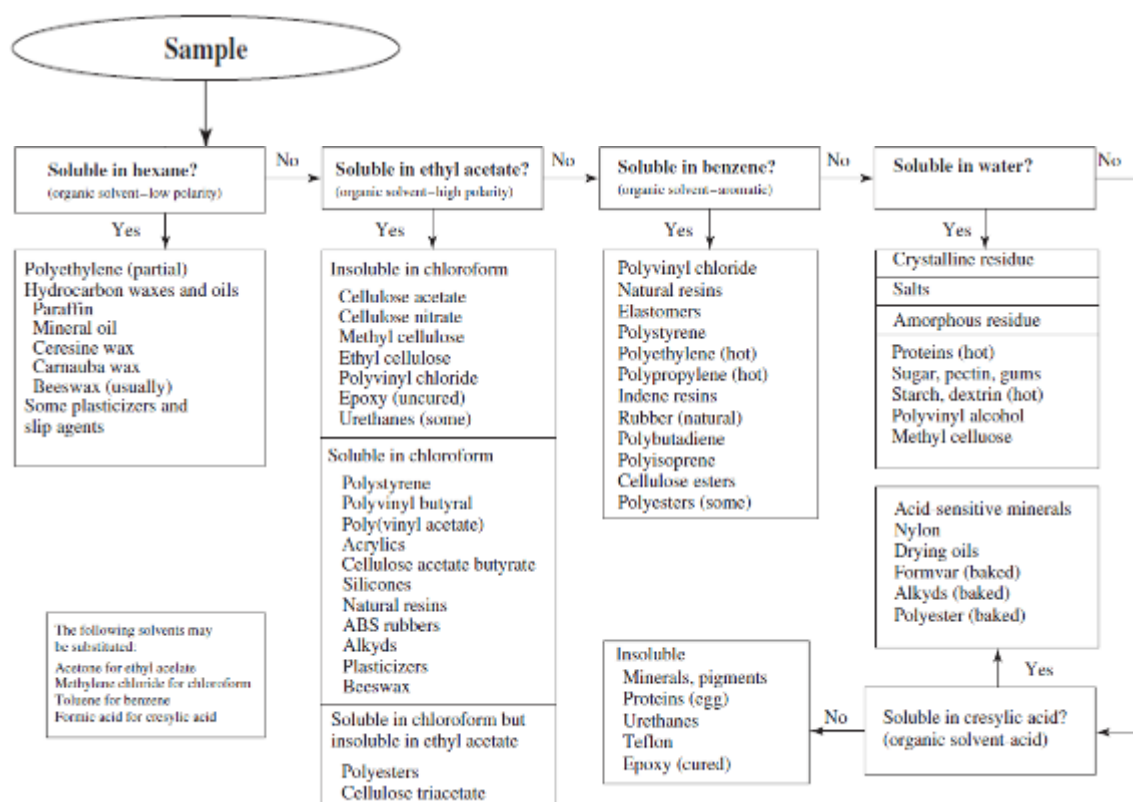 Sample
Soluble in hexane?
(organic solvent–low polarity)
No
Soluble in ethyl acetate?
(organic solvent–high polarity)
No
Soluble in benzene?
(organic solvent–aromatic)
No
Soluble in water?
No
Yes
Polyethylene (partial)
Hydrocarbon waxes and oils
Paraffin
Mineral oil
Ceresine wax
Carnauba wax
Beeswax (usually)
Some plasticizers and
slip agents
Yes
Insoluble in chloroform
Cellulose acetate
Cellulose nitrate
Methyl cellulose
Ethyl cellulose
Polyvinyl chloride
Epoxy (uncured)
Urethanes (some)
Soluble in chloroform
Polystyrene
Polyvinyl butyral
Poly(vinyl acetate)
Acrylics
Cellulose acetate butyrate
Silicones
Natural resins
ABS rubbers
Alkyds
Plasticizers
Beeswax
Soluble in chloroform but
insoluble in ethyl acetate
Polyesters
Cellulose triacetate
Yes
Polyvinyl chloride
Natural resins
Elastomers
Polystyrene
Polyethylene (hot)
Polypropylene (hot)
Indene resins
Rubber (natural)
Polybutadiene
Polyisoprene
Cellulose esters
Polyesters (some)
Yes
Crystalline residue
Salts
Amorphous residue
Proteins (hot)
Sugar, pectin, gums
Starch, dextrin (hot)
Polyvinyl alcohol
Methyl celluose
Acid-sensitive minerals
Nylon
Drying oils
Formvar (baked)
Alkyds (baked)
Polyester (baked)
Yes
Soluble in cresylic acid?
(organic solvent-acid)
No
Insoluble
Minerals, pigments
Proteins (egg)
Urethanes
Teflon
Epoxy (cured)
The following solvents may
be substituted:
Acetone for ethyl acelate
Methylene chloride for chloroform
Toluene for benzene
Formic acid for cresylic acid